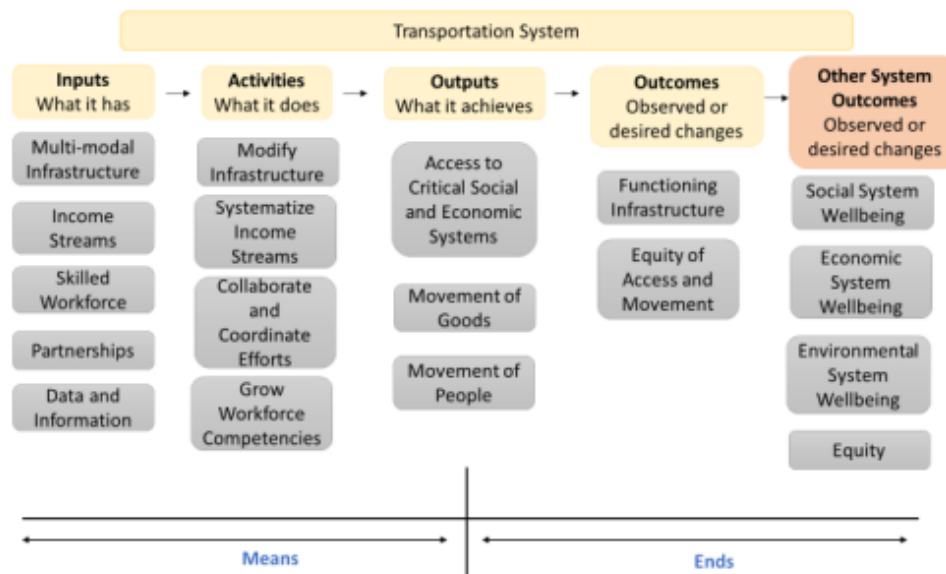 Transportation System
Inputs
What it has
Activities
What it does
Outputs
What it achieves
Outcomes
Observed or
desired changes
Other System
Outcomes
Observed or
desired changes
Multi-modal
Infrastructure
Income
Streams
Skilled
Workforce
Partnerships
Data and
Information
Modify
Infrastructure
Systematize
Income
Streams
Collaborate
and
Coordinate
Efforts
Grow
Workforce
Competencies
Access to
Critical Social
and Economic
Systems
Movement of
Goods
Movement of
People
Functioning
Infrastructure
Equity of
Access and
Movement
Social System
Wellbeing
Economic
System
Wellbeing
Environmental
System
Wellbeing
Equity
Means
Ends